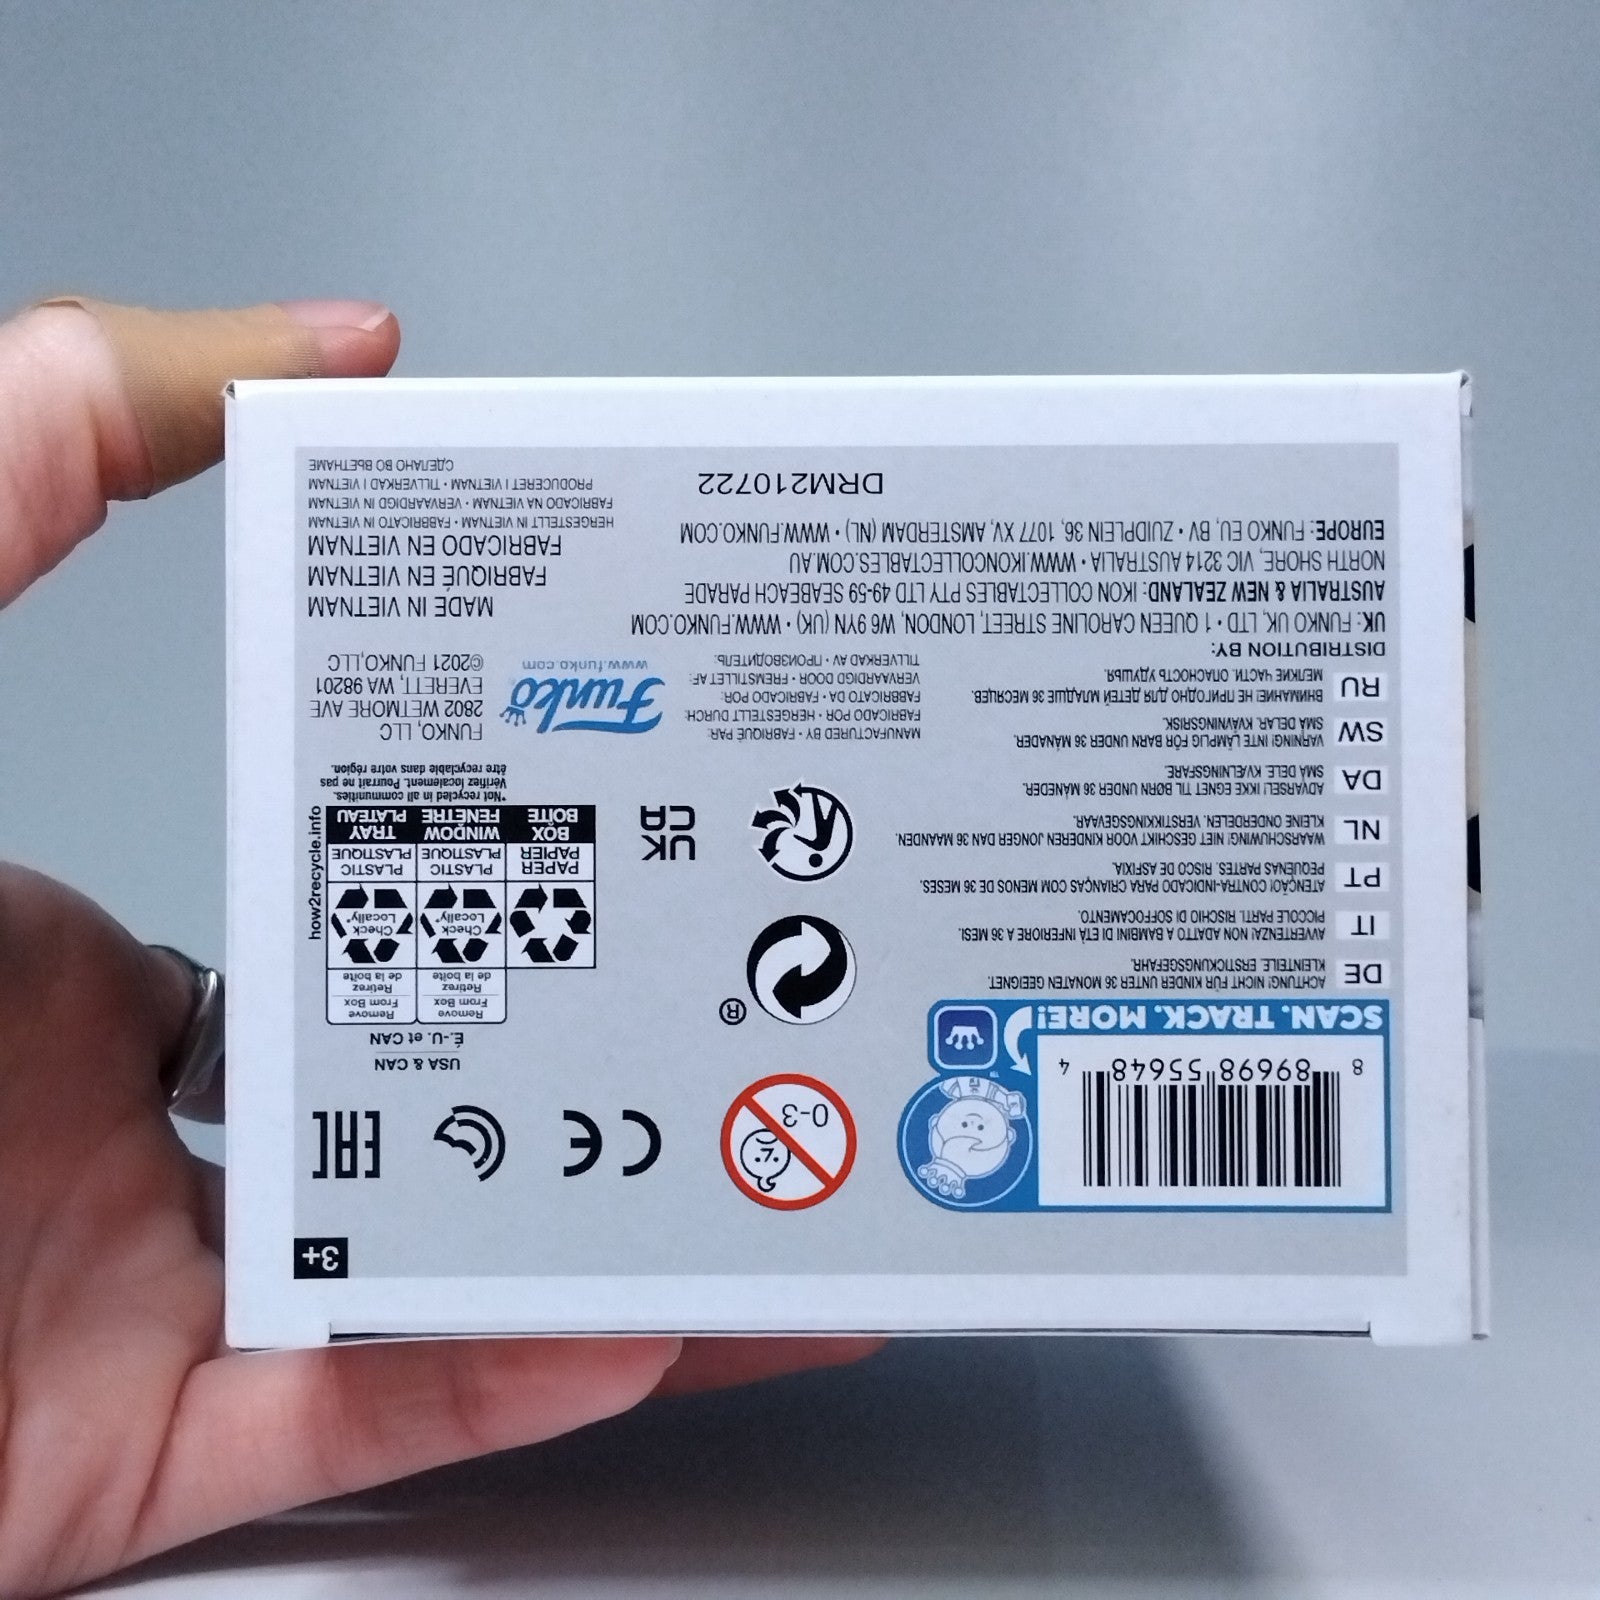 3+
8 89698 55648 4
SCAN. TRACK. MORE!
0-3
CE
EAC
USA & CAN
É.-U. et CAN
Remove
From Box
Retirez
de la boîte
Remove
From Box
Retirez
de la boîte
Check
Locally*
Check
Locally*
PAPER
PAPIER
PLASTIC
PLASTIQUE
PLASTIC
PLASTIQUE
BOX
BOÎTE
WINDOW
FENÊTRE
TRAY
PLATEAU
how2recycle.info
*Not recycled in all communities.
Vérifiez localement. Pourrait ne pas
être recyclable dans votre région.
®
UK
CA
DE ACHTUNG! NICHT FÜR KINDER UNTER 36 MONATEN GEEIGNET.
KLEINTEILE. ERSTICKUNGSGEFAHR.
IT AVVERTENZA! NON ADATTO A BAMBINI DI ETÀ INFERIORE A 36 MESI.
PICCOLE PARTI. RISCHIO DI SOFFOCAMENTO.
PT ATENÇÃO! CONTRA-INDICADO PARA CRIANÇAS COM MENOS DE 36 MESES.
PEQUENAS PARTES. RISCO DE ASFIXIA.
NL WAARSCHUWING! NIET GESCHIKT VOOR KINDEREN JONGER DAN 36 MAANDEN.
KLEINE ONDERDELEN. VERSTIKKINGSGEVAAR.
DA ADVARSEL! IKKE EGNET TIL BØRN UNDER 36 MÅNEDER.
SMÅ DELE. KVÆLNINGSFARE.
SW VARNING! INTE LÄMPLIG FÖR BARN UNDER 36 MÅNADER.
SMÅ DELAR. KVÄVNINGSRISK.
RU ВНИМАНИЕ! НЕ ПРИГОДНО ДЛЯ ДЕТЕЙ МЛАДШЕ 36 МЕСЯЦЕВ.
МЕЛКИЕ ЧАСТИ. ОПАСНОСТЬ УДУШЬЯ.
MANUFACTURED BY • FABRIQUÉ PAR:
FABRICADO POR • HERGESTELLT DURCH:
FABBRICATO DA • FABRICADO POR:
VERVAARDIGD DOOR • FREMSTILLET AF:
TILLVERKAD AV • ПРОИЗВОДИТЕЛЬ:
Funko
www.funko.com
FUNKO, LLC
2802 WETMORE AVE
EVERETT, WA 98201
©2021 FUNKO,LLC
DISTRIBUTION BY:
UK: FUNKO UK, LTD • 1 QUEEN CAROLINE STREET, LONDON, W6 9YN (UK) • WWW.FUNKO.COM
AUSTRALIA & NEW ZEALAND: IKON COLLECTABLES PTY LTD 49-59 SEABEACH PARADE
NORTH SHORE, VIC 3214 AUSTRALIA • WWW.IKONCOLLECTABLES.COM.AU
EUROPE: FUNKO EU, BV • ZUIDPLEIN 36, 1077 XV, AMSTERDAM (NL) • WWW.FUNKO.COM
DRM210722
MADE IN VIETNAM
FABRIQUÉ EN VIETNAM
FABRICADO EN VIETNAM
HERGESTELLT IN VIETNAM • FABBRICATO IN VIETNAM
FABRICADO NA VIETNAM • VERVAARDIGD IN VIETNAM
PRODUCERET I VIETNAM • TILLVERKAD I VIETNAM
СДЕЛАНО ВО ВЬЕТНАМЕ